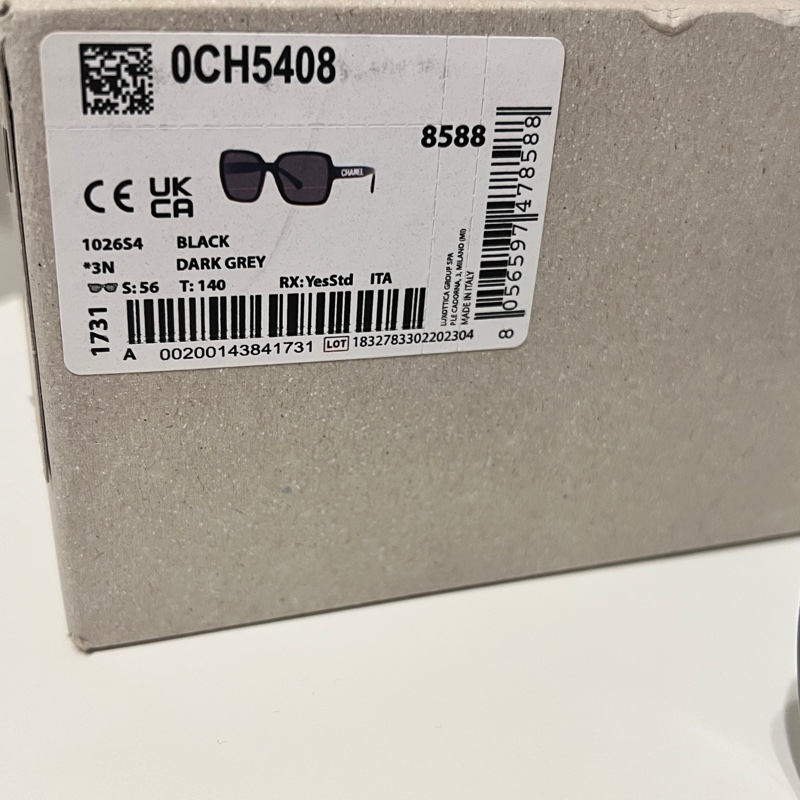 0CH5408
8588
CHANEL
CE UK
CA
1026S4 BLACK
*3N DARK GREY
S: 56 T: 140 RX: YesStd ITA
1731
A 00200143841731 LOT 1832783302202304
LUXOTTICA GROUP SPA
P.LE CADORNA, 3, MILANO (MI)
MADE IN ITALY
8 056597 478588